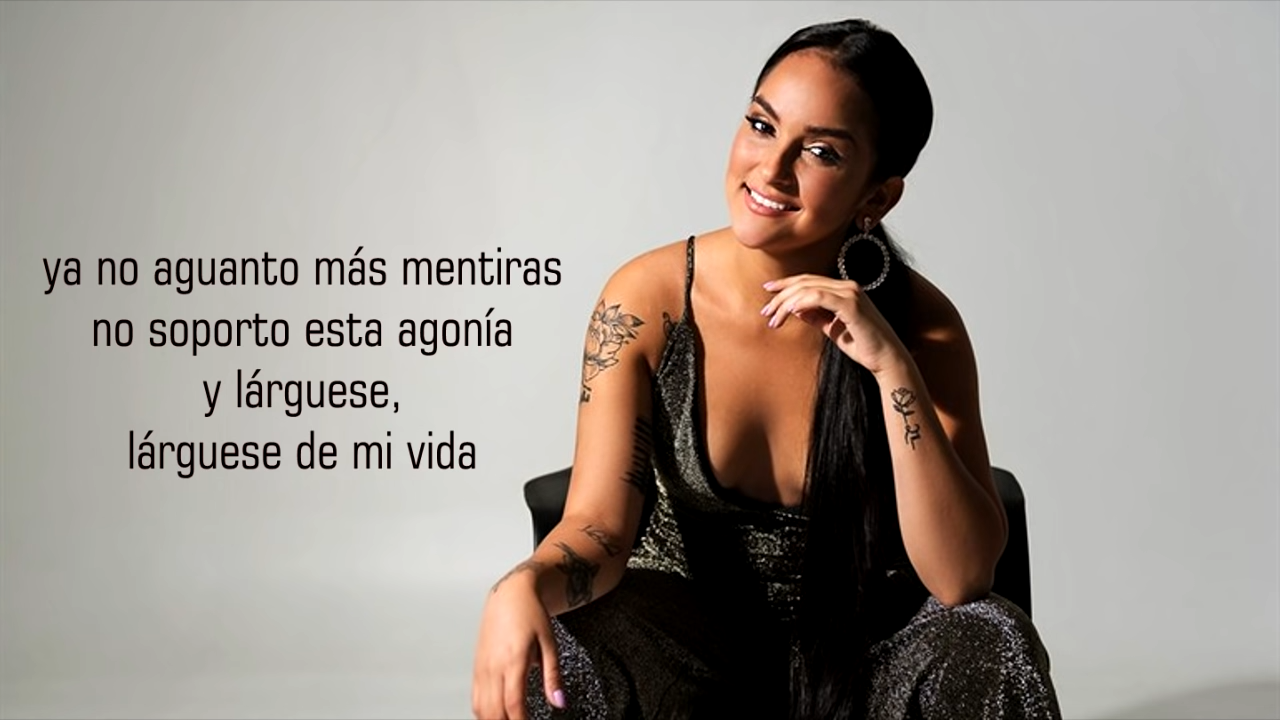 ya no aguanto más mentiras
no soporto esta agonía
y lárguese,
lárguese de mi vida